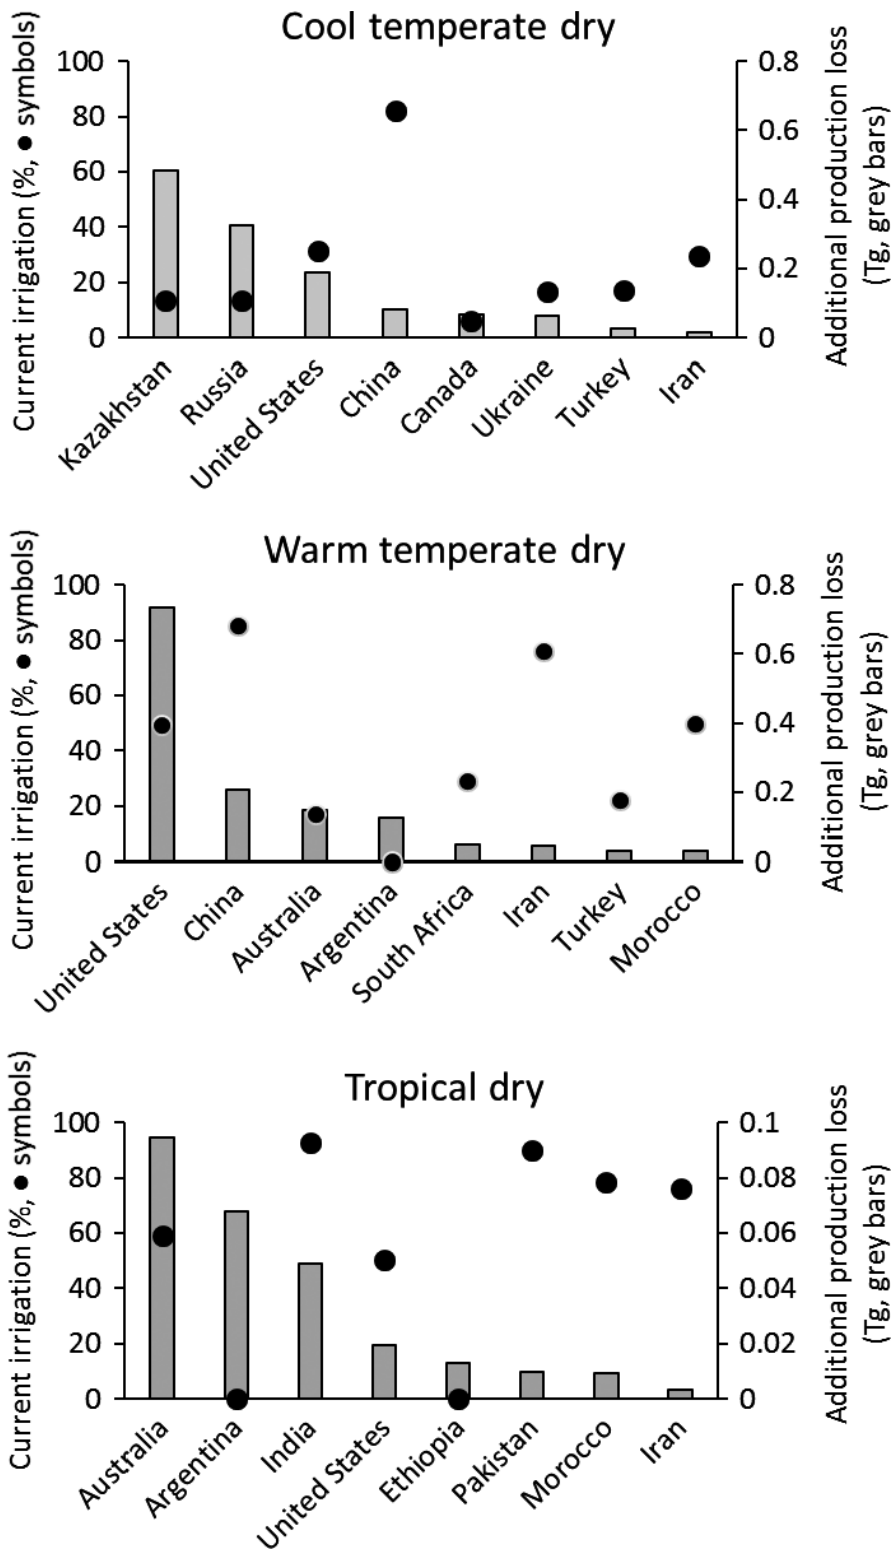 Cool temperate dry
Current irrigation (%, ● symbols)
100
80
60
40
20
0
0.8
0.6
0.4
0.2
0
Additional production loss
(Tg, grey bars)
Kazakhstan
Russia
United States
China
Canada
Ukraine
Turkey
Iran
Warm temperate dry
Current irrigation (%, ● symbols)
100
80
60
40
20
0
0.8
0.6
0.4
0.2
0
Additional production loss
(Tg, grey bars)
United States
China
Australia
Argentina
South Africa
Iran
Turkey
Morocco
Tropical dry
Current irrigation (%, ● symbols)
100
80
60
40
20
0
0.1
0.08
0.06
0.04
0.02
0
Additional production loss
(Tg, grey bars)
Australia
Argentina
India
United States
Ethiopia
Pakistan
Morocco
Iran